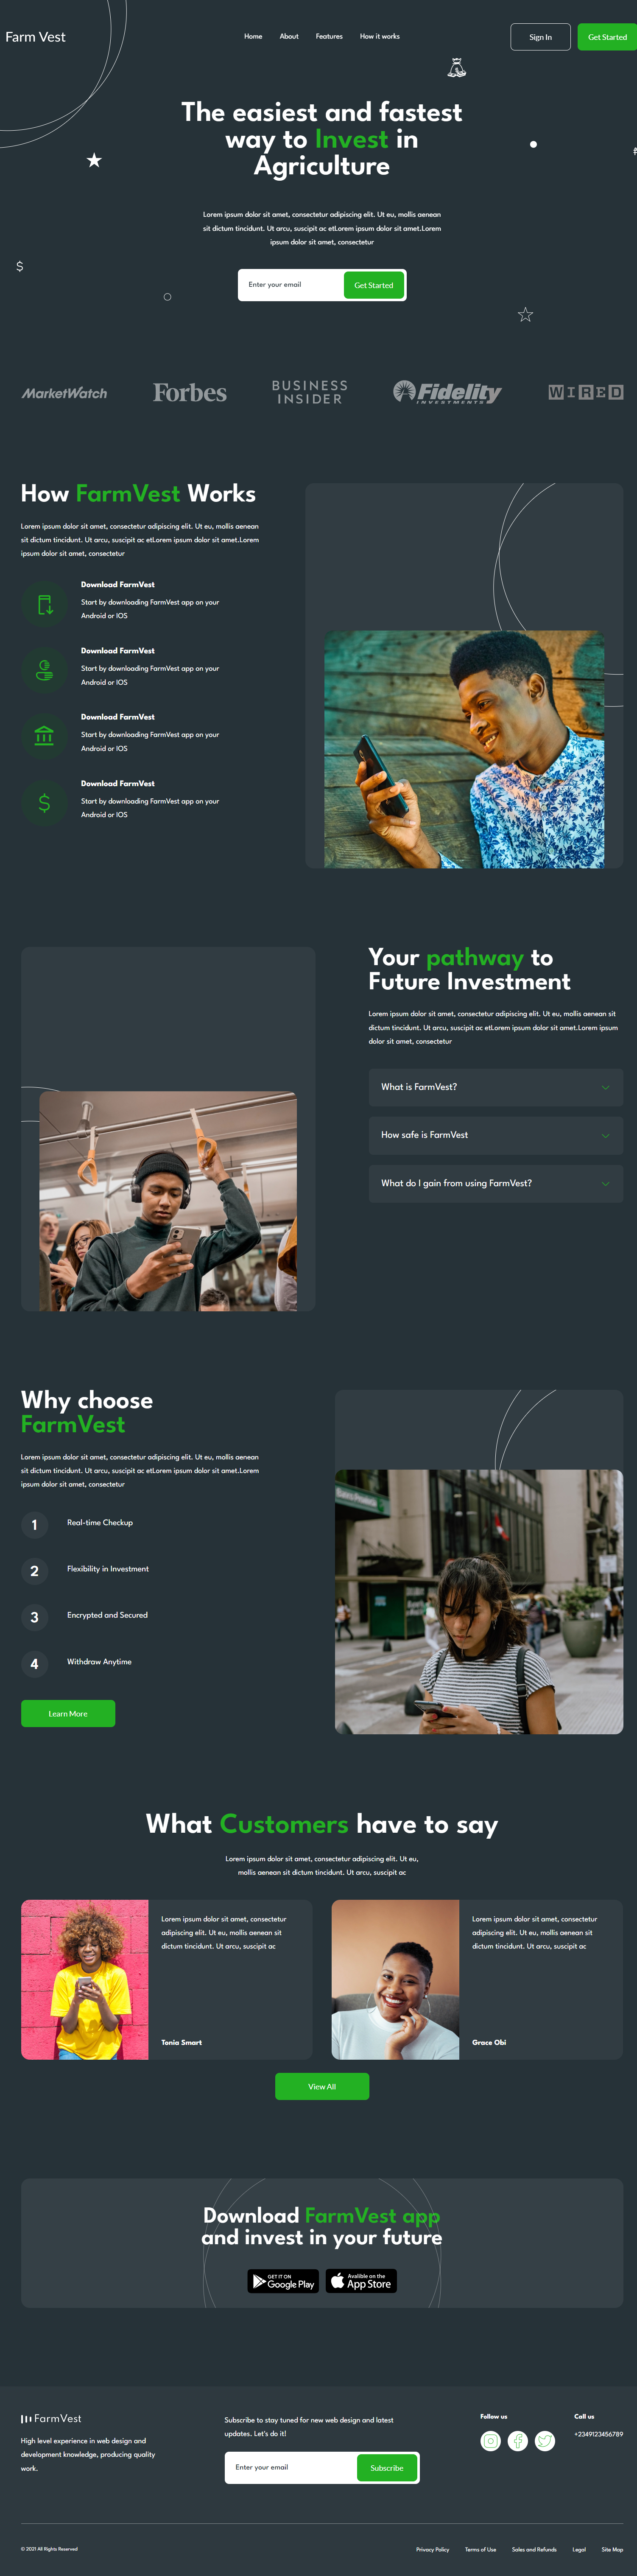 Farm Vest
Home
About
Features
How it works
Sign In
Get Started
The easiest and fastest
way to Invest in
Agriculture
Lorem ipsum dolor sit amet, consectetur adipiscing elit. Ut eu, mollis aenean
sit dictum tincidunt. Ut arcu, suscipit ac etLorem ipsum dolor sit amet.Lorem
ipsum dolor sit amet, consectetur
Enter your email
Get Started
MarketWatch
Forbes
BUSINESS
INSIDER
Fidelity
INVESTMENTS
WIRED
How FarmVest Works
Lorem ipsum dolor sit amet, consectetur adipiscing elit. Ut eu, mollis aenean
sit dictum tincidunt. Ut arcu, suscipit ac etLorem ipsum dolor sit amet.Lorem
ipsum dolor sit amet, consectetur
Download FarmVest
Start by downloading FarmVest app on your
Android or IOS
Download FarmVest
Start by downloading FarmVest app on your
Android or IOS
Download FarmVest
Start by downloading FarmVest app on your
Android or IOS
Download FarmVest
Start by downloading FarmVest app on your
Android or IOS
Your pathway to
Future Investment
Lorem ipsum dolor sit amet, consectetur adipiscing elit. Ut eu, mollis aenean sit
dictum tincidunt. Ut arcu, suscipit ac etLorem ipsum dolor sit amet.Lorem ipsum
dolor sit amet, consectetur
What is FarmVest?
How safe is FarmVest
What do I gain from using FarmVest?
Why choose
FarmVest
Lorem ipsum dolor sit amet, consectetur adipiscing elit. Ut eu, mollis aenean
sit dictum tincidunt. Ut arcu, suscipit ac etLorem ipsum dolor sit amet.Lorem
ipsum dolor sit amet, consectetur
1 Real-time Checkup
2 Flexibility in Investment
3 Encrypted and Secured
4 Withdraw Anytime
Learn More
What Customers have to say
Lorem ipsum dolor sit amet, consectetur adipiscing elit. Ut eu,
mollis aenean sit dictum tincidunt. Ut arcu, suscipit ac
Lorem ipsum dolor sit amet, consectetur
adipiscing elit. Ut eu, mollis aenean sit
dictum tincidunt. Ut arcu, suscipit ac
Tonia Smart
Lorem ipsum dolor sit amet, consectetur
adipiscing elit. Ut eu, mollis aenean sit
dictum tincidunt. Ut arcu, suscipit ac
Grace Obi
View All
Download FarmVest app
and invest in your future
GET IT ON
Google Play
Avalible on the
App Store
FarmVest
High level experience in web design and
development knowledge, producing quality
work.
Subscribe to stay tuned for new web design and latest
updates. Let's do it!
Enter your email
Subscribe
Follow us
Call us
+2349123456789
© 2021 All Rights Reserved
Privacy Policy
Terms of Use
Sales and Refunds
Legal
Site Map